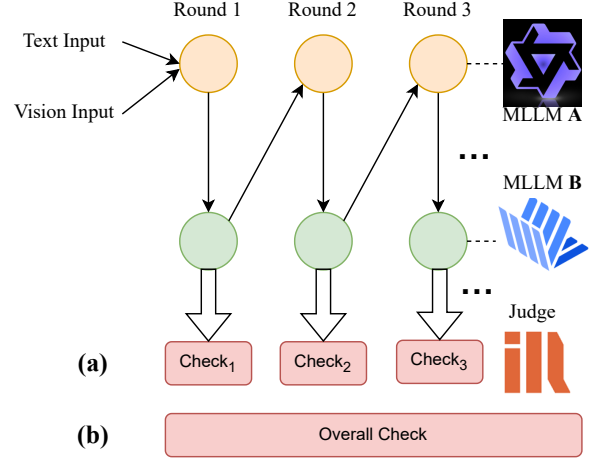 Round 1 Round 2 Round 3
Text Input
Vision Input
MLLM A
...
MLLM B
...
Judge
(a) Check1 Check2 Check3
(b) Overall Check